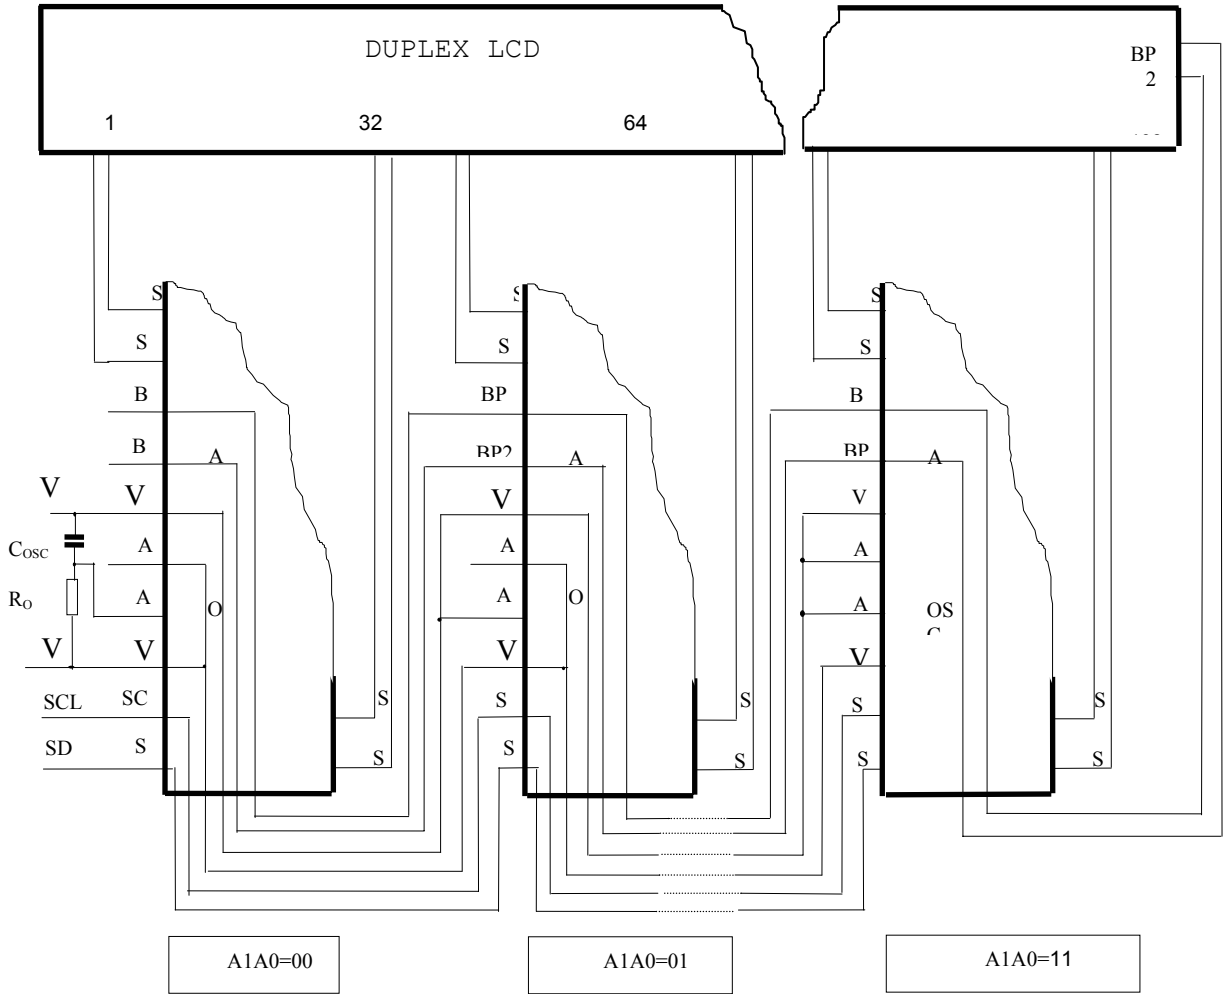 DUPLEX LCD
BP
2
1 32 64
S S S
S S S
B BP B
B A BP2 A BP A
V V V V
COSC A A A
RO A O A O A OS
V V V V
SCL SC S S S S S
SD S S S S S S
A1A0=00 A1A0=01 A1A0=11